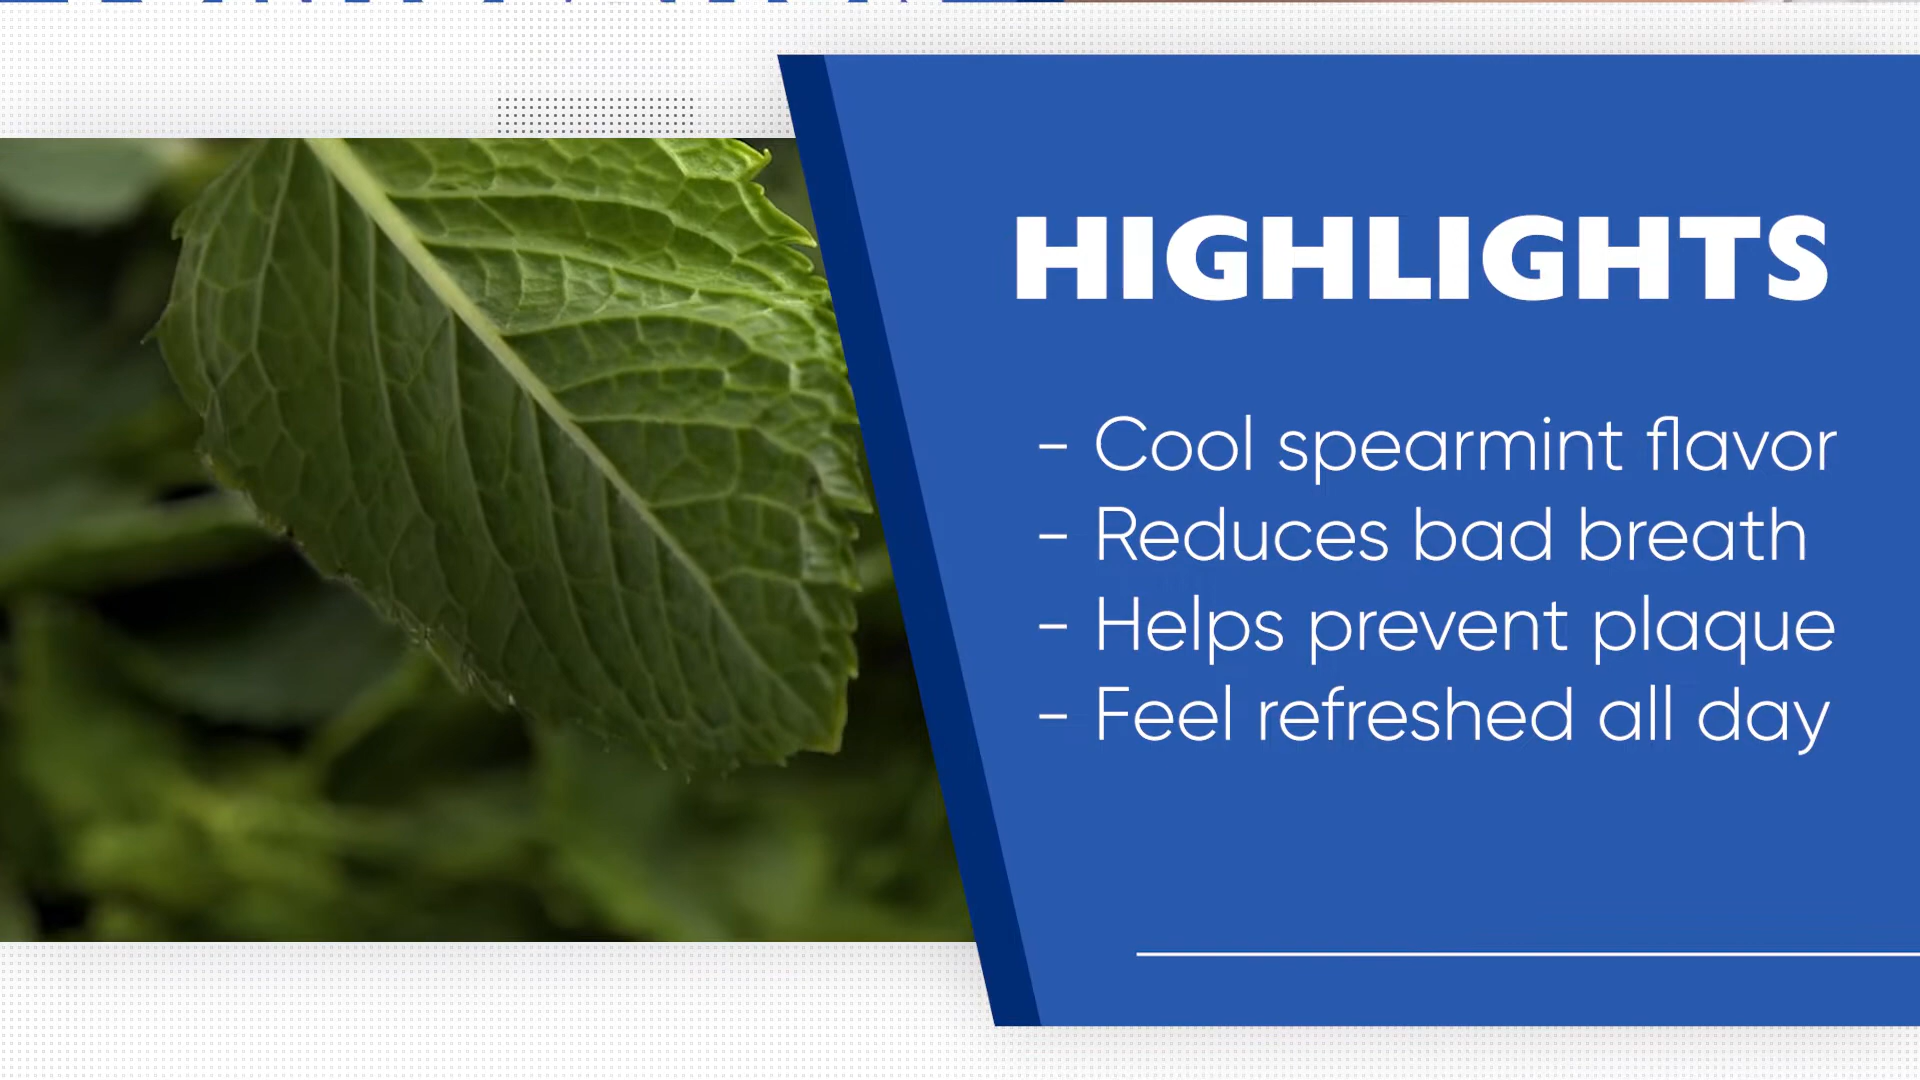 HIGHLIGHTS
- Cool spearmint flavor
- Reduces bad breath
- Helps prevent plaque
- Feel refreshed all day